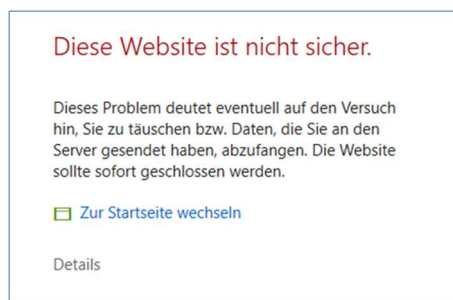 Diese Website ist nicht sicher.
Dieses Problem deutet eventuell auf den Versuch
hin, Sie zu täuschen bzw. Daten, die Sie an den
Server gesendet haben, abzufangen. Die Website
sollte sofort geschlossen werden.
Zur Startseite wechseln
Details